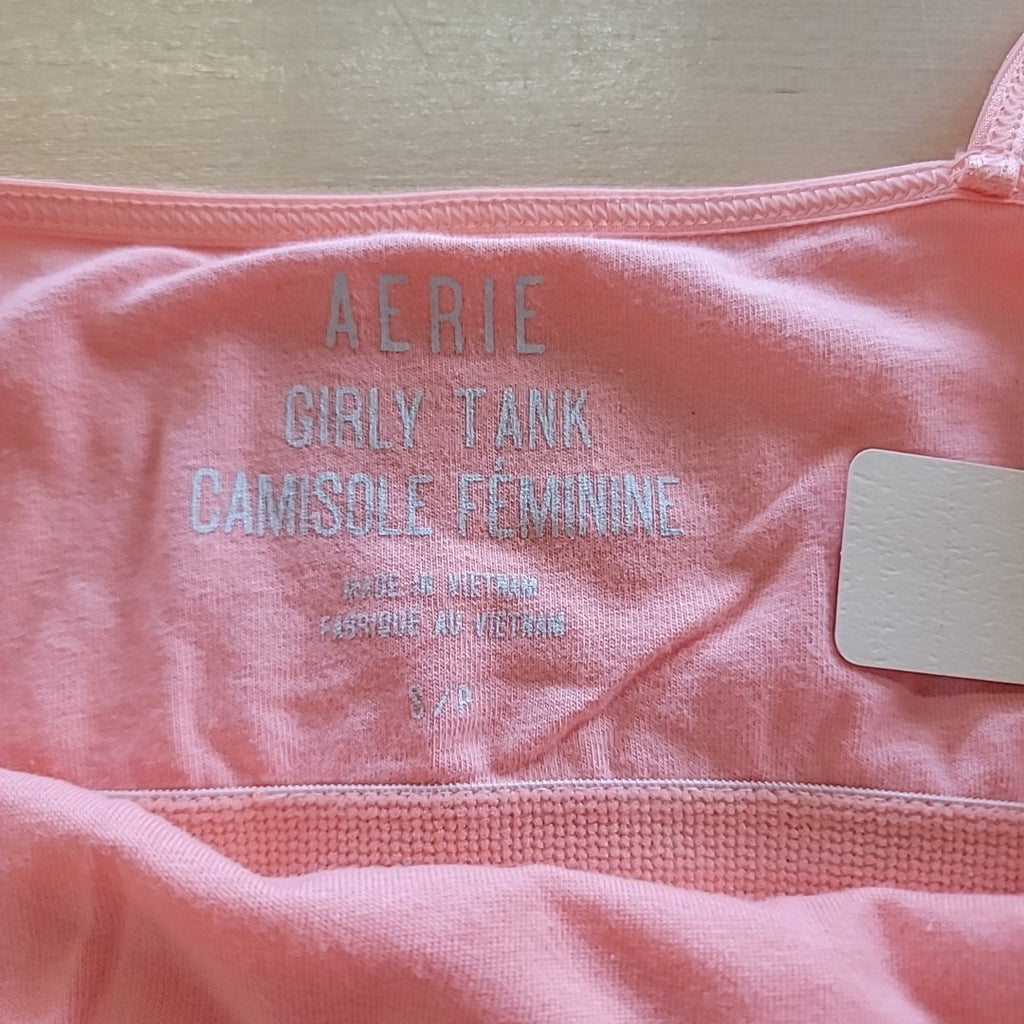 AERIE
GIRLY TANK
CAMISOLE FÉMININE
MADE IN VIETNAM
FABRIQUÉ AU VIETNAM
S/P